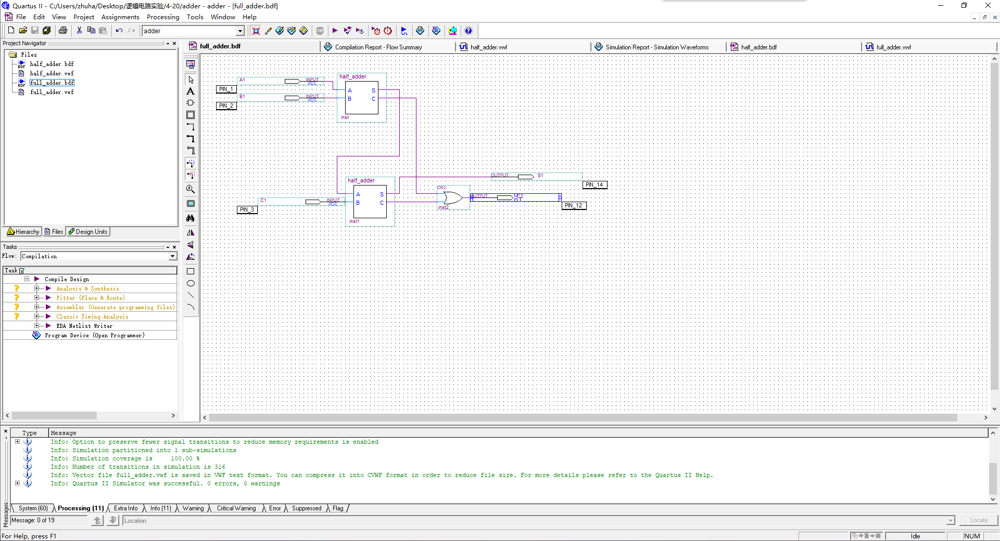 Quartus II - C:/Users/zhuha/Desktop/逻辑电路实验/4-20/adder - adder - [full_adder.bdf]
File Edit View Project Assignments Processing Tools Window Help
adder
STOP
Project Navigator
Files
half_adder.bdf
half_adder.vwf
full_adder.bdf
full_adder.vwf
Hierarchy Files Design Units
Tasks
Flow: Compilation
Task
Compile Design
Analysis & Synthesis
Fitter (Place & Route)
Assembler (Generate programming files)
Classic Timing Analysis
EDA Netlist Writer
Program Device (Open Programmer)
full_adder.bdf
Compilation Report - Flow Summary
half_adder.vwf
Simulation Report - Simulation Waveforms
half_adder.bdf
full_adder.vwf
A1 INPUT VCC
PIN_1
B1 INPUT VCC
PIN_2
half_adder
A S
B C
inst
C1 INPUT VCC
PIN_3
half_adder
A S
B C
inst1
OR2
inst2
OUTPUT S1
PIN_14
OUTPUT C2
PIN_12
Type Message
Info: Option to preserve fewer signal transitions to reduce memory requirements is enabled
Info: Simulation partitioned into 1 sub-simulations
Info: Simulation coverage is 100.00 %
Info: Number of transitions in simulation is 316
Info: Vector file full_adder.vwf is saved in VWF text format. You can compress it into CVWF format in order to reduce file size. For more details please refer to the Quartus II Help.
Info: Quartus II Simulator was successful. 0 errors, 0 warnings
System (60) Processing (11) Extra Info Info (11) Warning Critical Warning Error Suppressed Flag
Messages
Message: 0 of 19
Location:
Locate
For Help, press F1
Idle
NUM